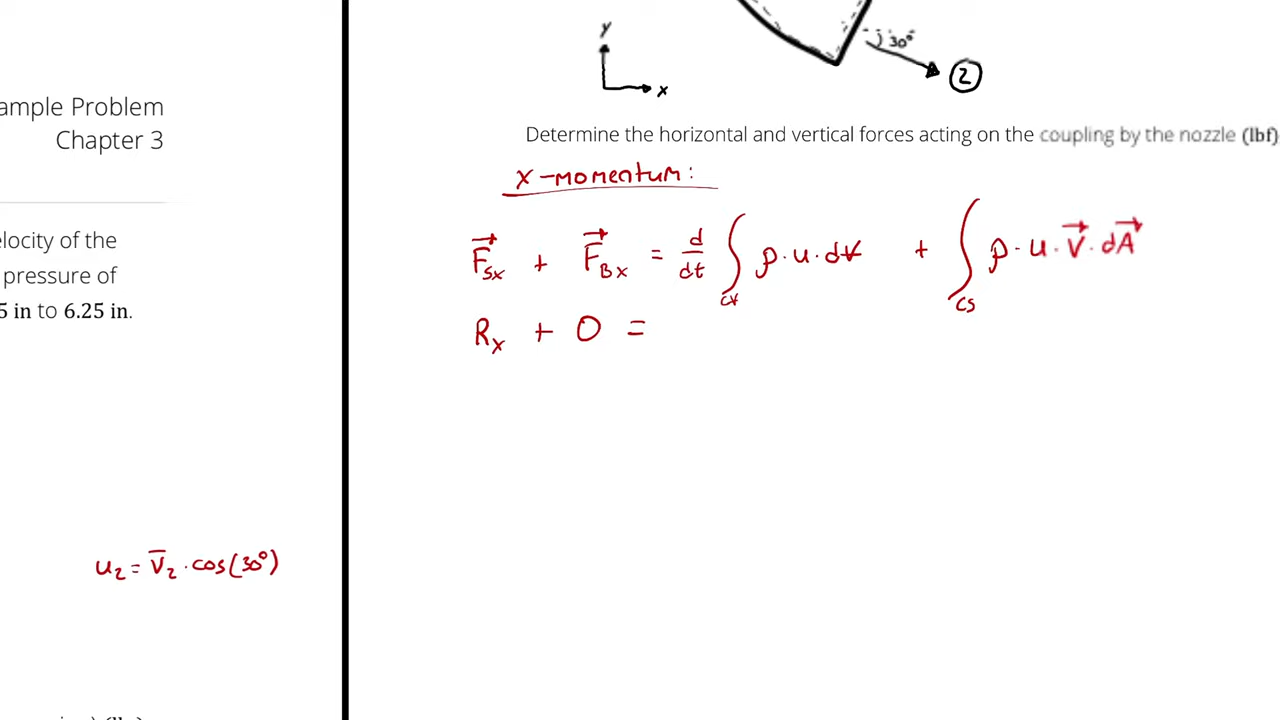 y
30°
2
x
ample Problem
Chapter 3
Determine the horizontal and vertical forces acting on the coupling by the nozzle (lbf)
x-momentum:
elocity of the
pressure of
5 in to 6.25 in.
F⃗Sx + F⃗Bx = d/dt ∫CV ρ·u·dV + ∫CS ρ·u·V⃗·dA⃗
Rx + 0 =
u2 = V̄2·cos(30°)